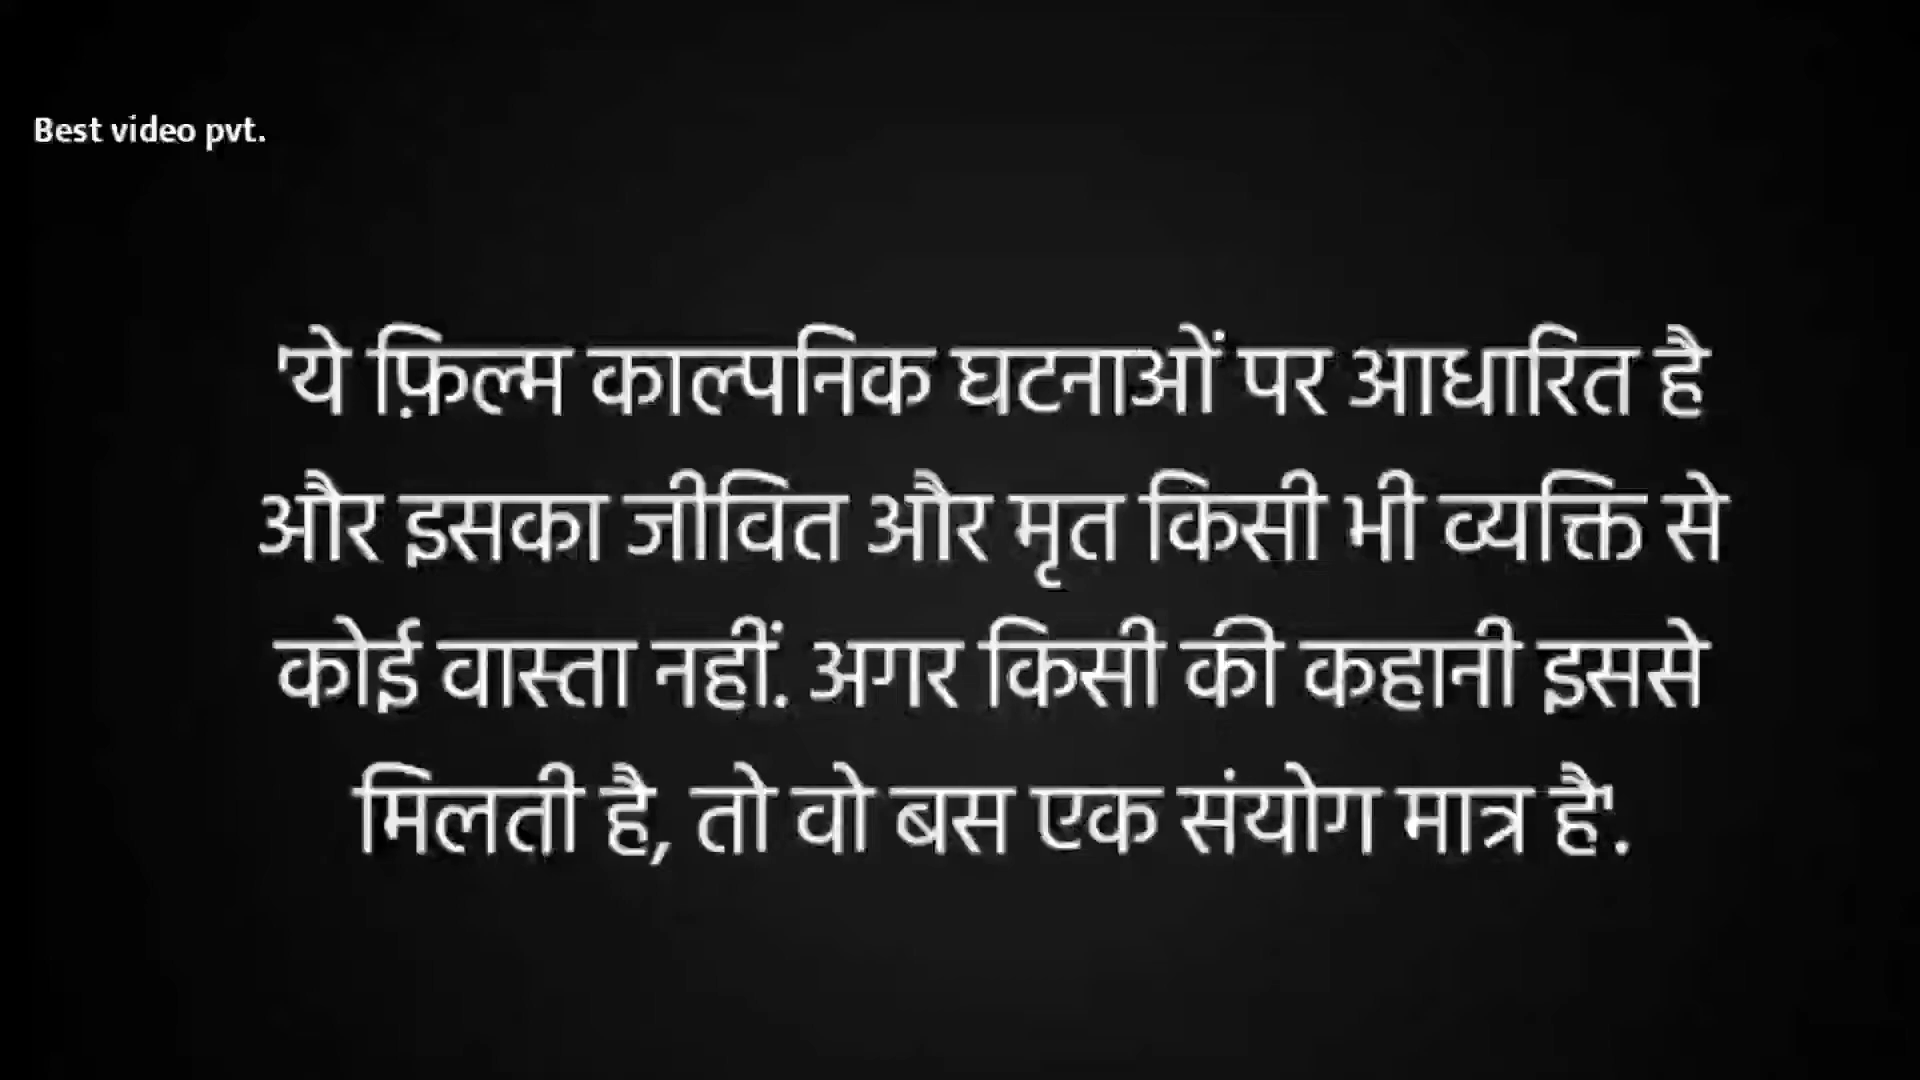 Best video pvt.
'ये फ़िल्म काल्पनिक घटनाओं पर आधारित है
और इसका जीवित और मृत किसी भी व्यक्ति से
कोई वास्ता नहीं. अगर किसी की कहानी इससे
मिलती है, तो वो बस एक संयोग मात्र है'.